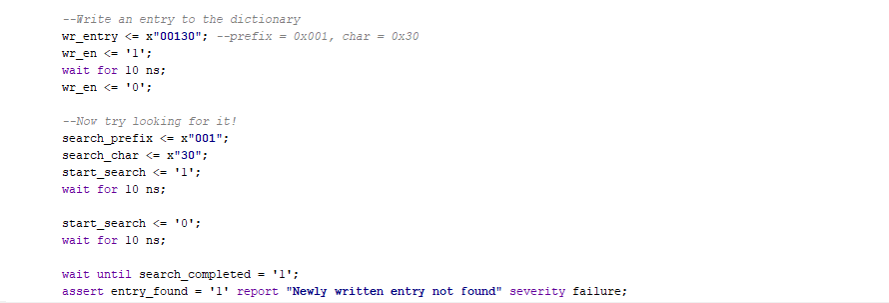 --Write an entry to the dictionary
wr_entry <= x"00130"; --prefix = 0x001, char = 0x30
wr_en <= '1';
wait for 10 ns;
wr_en <= '0';

--Now try looking for it!
search_prefix <= x"001";
search_char <= x"30";
start_search <= '1';
wait for 10 ns;

start_search <= '0';
wait for 10 ns;

wait until search_completed = '1';
assert entry_found = '1' report "Newly written entry not found" severity failure;